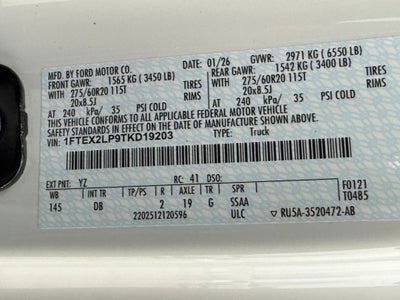 MFD. BY FORD MOTOR CO. 01/26 GVWR: 2971 KG ( 6550 LB)
FRONT GAWR: 1565 KG ( 3450 LB) REAR GAWR: 1542 KG ( 3400 LB)
WITH TIRES WITH TIRES
275/60R20 115T RIMS 275/60R20 115T RIMS
20x8.5J 20x8.5J
AT 240 kPa/ 35 PSI COLD AT 240 kPa/ 35 PSI COLD
THIS VEHICLE CONFORMS TO ALL APPLICABLE FEDERAL MOTOR VEHICLE
SAFETY STANDARDS IN EFFECT ON THE DATE OF MANUFACTURE SHOWN ABOVE.
VIN: 1FTEX2LP9TKD19203 TYPE: Truck
EXT PNT: YZ RC: 41 DSO: F0121
WB INT TR TP/PS R AXLE TR SPR T0485
145 DB 2 19 G SSAA
2202512120596 ULC RU5A-3520472-AB